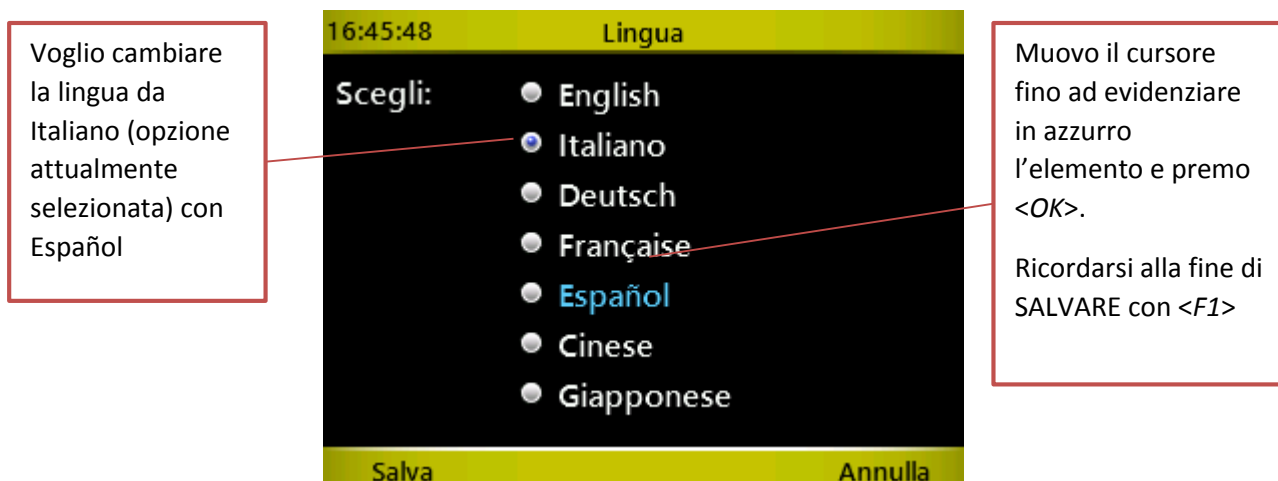 Voglio cambiare
la lingua da
Italiano (opzione
attualmente
selezionata) con
Español
16:45:48 Lingua
Scegli:
English
Italiano
Deutsch
Française
Español
Cinese
Giapponese
Salva Annulla
Muovo il cursore
fino ad evidenziare
in azzurro
l’elemento e premo
<OK>.
Ricordarsi alla fine di
SALVARE con <F1>